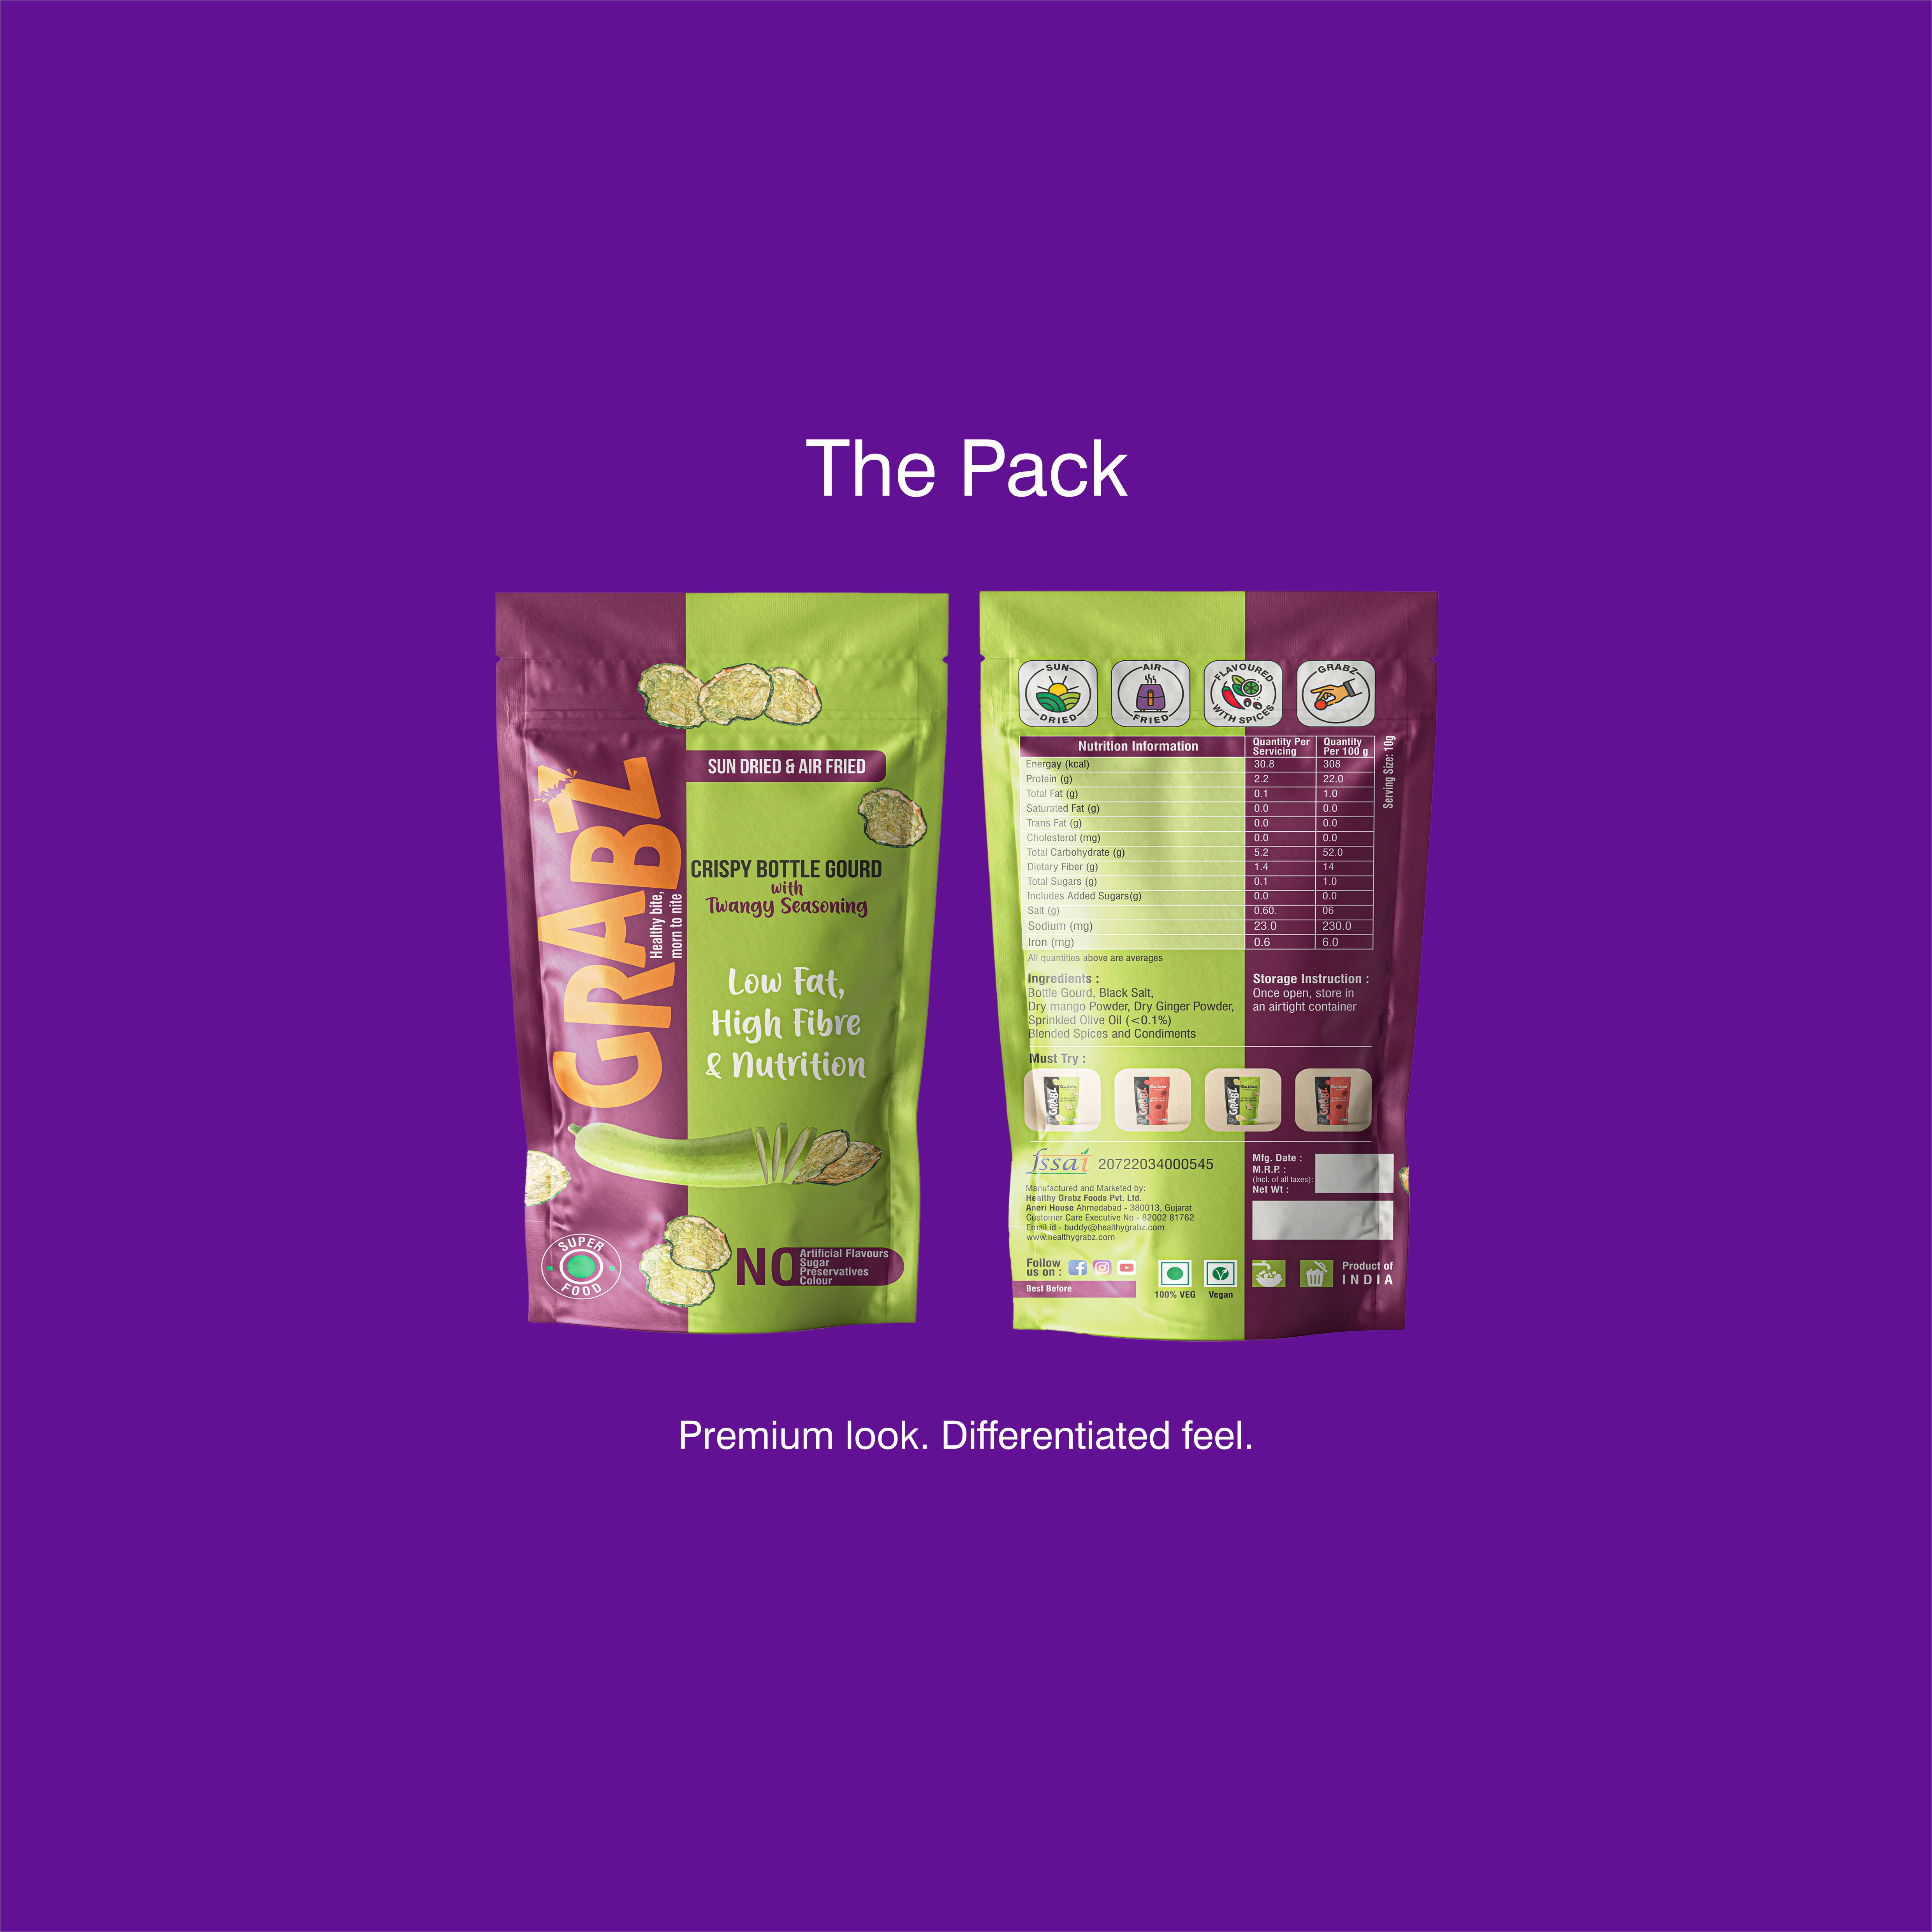 The Pack
GRABZ
Healthy bite,
morn to nite
SUN DRIED & AIR FRIED
CRISPY BOTTLE GOURD
with
Twangy Seasoning
Low Fat,
High Fibre
& Nutrition
SUPER
FOOD
NO
Artificial Flavours
Sugar
Preservatives
Colour
SUN
DRIED
AIR
FRIED
FLAVOURED
WITH SPICES
GRABZ
Nutrition Information Quantity Per Servicing Quantity Per 100 g
Serving Size: 10g
Energay (kcal) 30.8 308
Protein (g) 2.2 22.0
Total Fat (g) 0.1 1.0
Saturated Fat (g) 0.0 0.0
Trans Fat (g) 0.0 0.0
Cholesterol (mg) 0.0 0.0
Total Carbohydrate (g) 5.2 52.0
Dietary Fiber (g) 1.4 14
Total Sugars (g) 0.1 1.0
Includes Added Sugars(g) 0.0 0.0
Salt (g) 0.60. 06
Sodium (mg) 23.0 230.0
Iron (mg) 0.6 6.0
All quantities above are averages
Ingredients :
Bottle Gourd, Black Salt,
Dry mango Powder, Dry Ginger Powder,
Sprinkled Olive Oil (<0.1%)
Blended Spices and Condiments
Storage Instruction :
Once open, store in
an airtight container
Must Try :
GRABZ
GRABZ
GRABZ
GRABZ
fssai 20722034000545
Manufactured and Marketed by:
Healthy Grabz Foods Pvt. Ltd.
Aneri House Ahmedabad - 380013, Gujarat
Customer Care Executive No - 82002 81762
Email id - buddy@healthygrabz.com
www.healthygrabz.com
Mfg. Date :
M.R.P. :
(Incl. of all taxes):
Net Wt :
Follow
us on :
Best Before
100% VEG
Vegan
Product of
INDIA
Premium look. Differentiated feel.